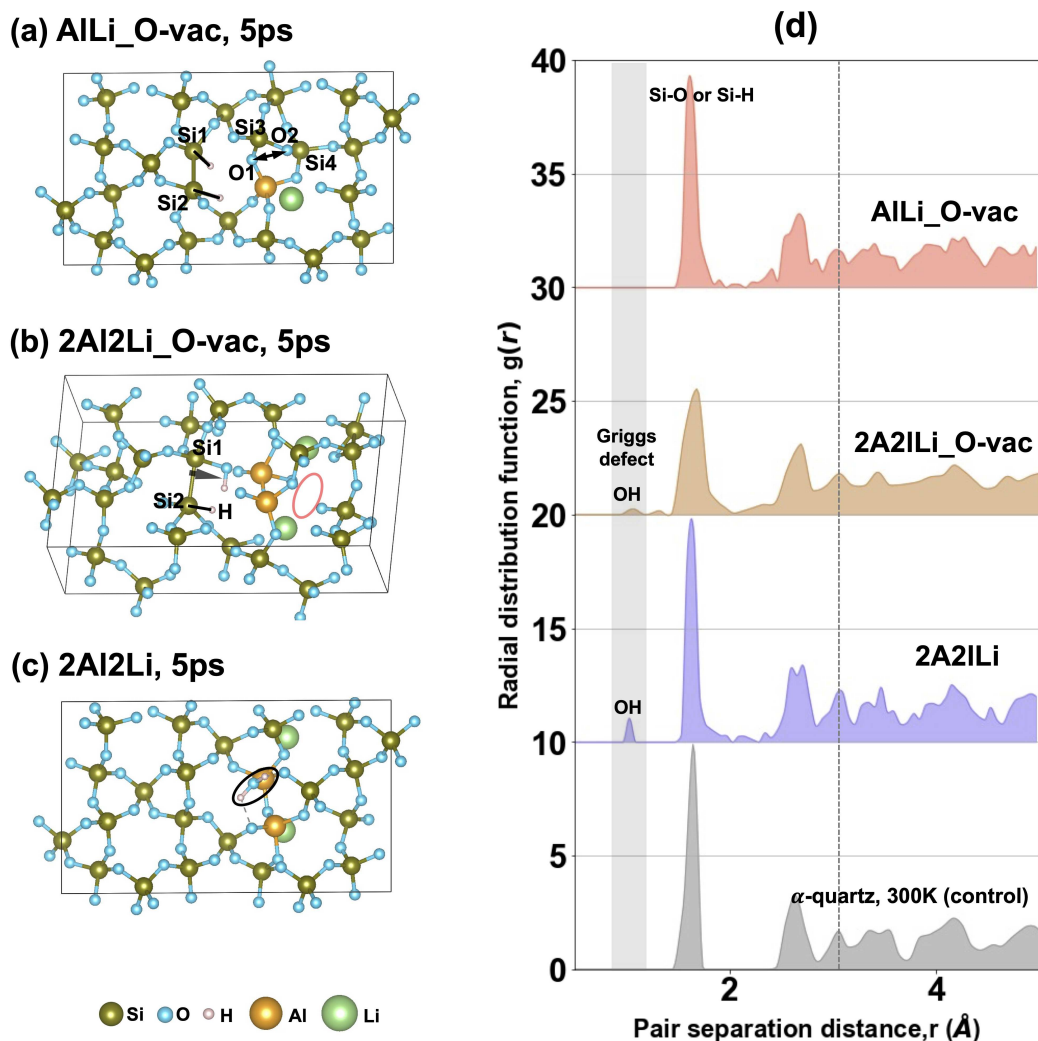 (a) AlLi_O-vac, 5ps
Si1
Si3
O2
Si4
O1
Si2
(b) 2Al2Li_O-vac, 5ps
Si1
Si2
H
(c) 2Al2Li, 5ps
Si
O
H
Al
Li
(d)
Radial distribution function, g(r)
40
35
30
25
20
15
10
5
0
Si-O or Si-H
AlLi_O-vac
Griggs
defect
OH
2A2lLi_O-vac
OH
2A2lLi
α-quartz, 300K (control)
2
4
Pair separation distance,r (Å)